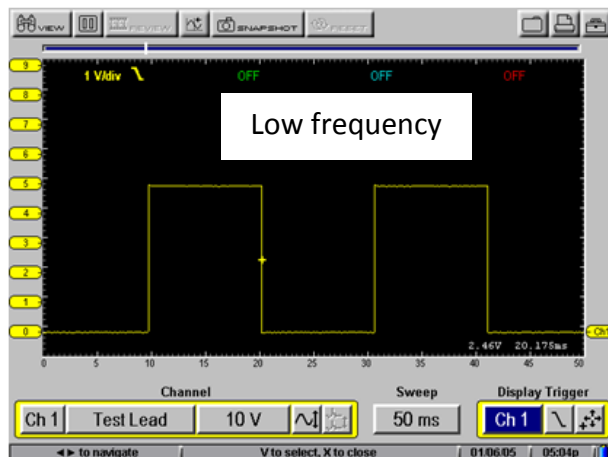 VIEW REVIEW SNAPSHOT RESET
9 1 V/div OFF OFF OFF
8
Low frequency
7
6
5
4
3
2
1
0 Ch1
2.46V 20.175ms
0 5 10 15 20 25 30 35 40 45 50
Channel Sweep Display Trigger
Ch 1 Test Lead 10 V 50 ms Ch 1
to navigate V to select, X to close 01/06/05 05:04p